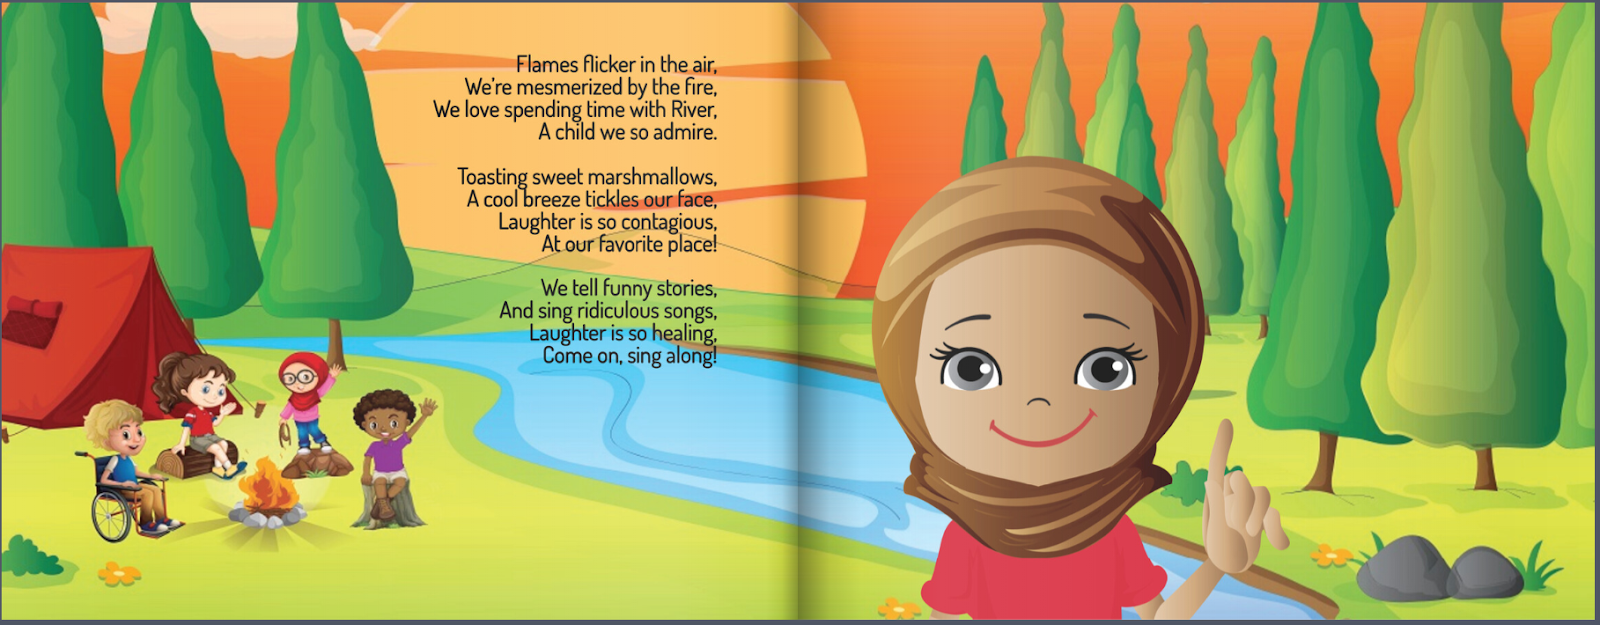 Flames flicker in the air,
We're mesmerized by the fire,
We love spending time with River,
A child we so admire.
Toasting sweet marshmallows,
A cool breeze tickles our face,
Laughter is so contagious,
At our favorite place!
We tell funny stories,
And sing ridiculous songs,
Laughter is so healing,
Come on, sing along!